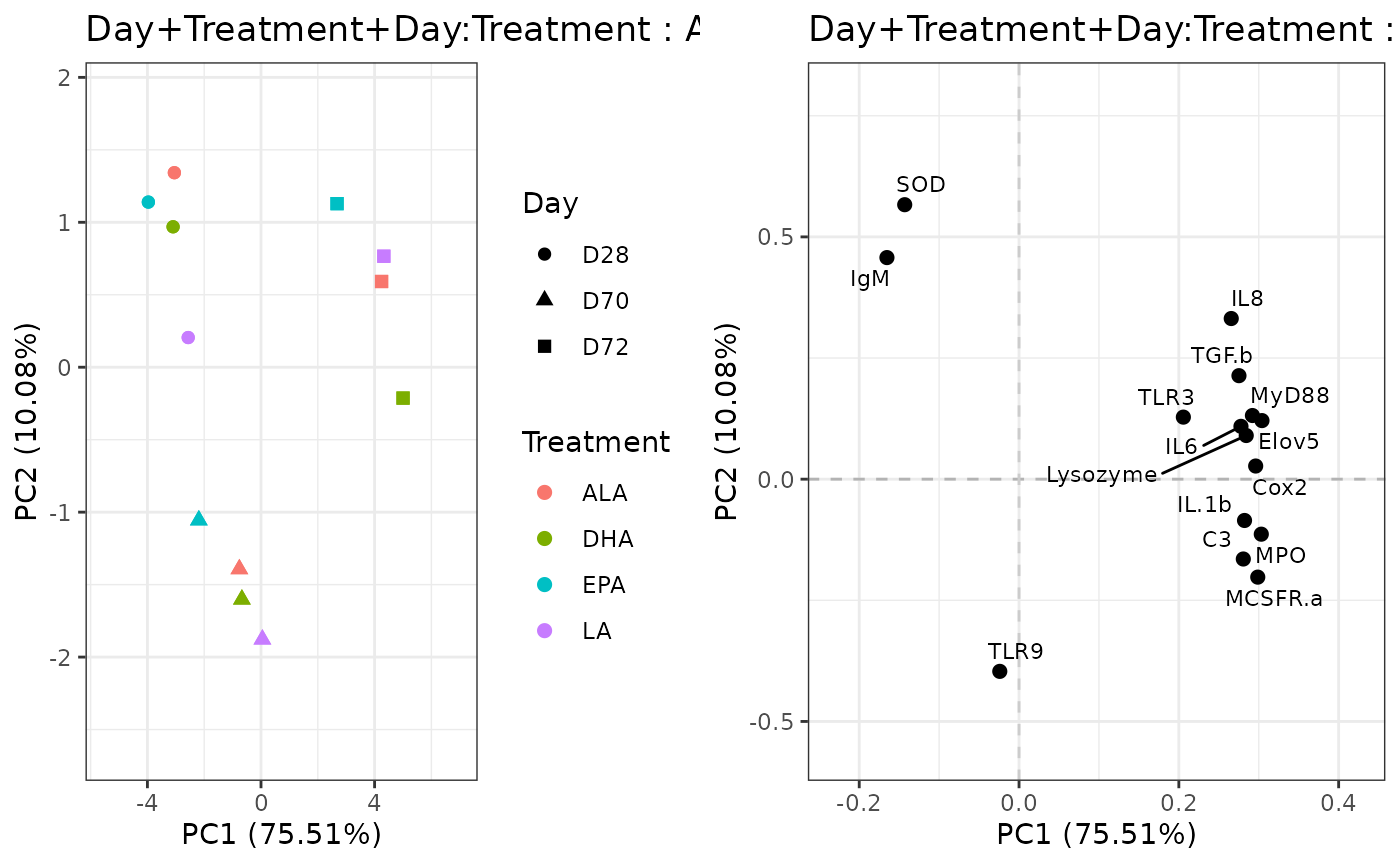 Day+Treatment+Day:Treatment :
2
1
0
-1
-2
-4
0
4
PC1 (75.51%)
PC2 (10.08%)
Day
D28
D70
D72
Treatment
ALA
DHA
EPA
LA
Day+Treatment+Day:Treatment :
SOD
IgM
IL8
TGF.b
TLR3
MyD88
IL6
Elov5
Lysozyme
Cox2
IL.1b
C3
MPO
MCSFR.a
TLR9
0.5
0.0
-0.5
-0.2
0.0
0.2
0.4
PC1 (75.51%)
PC2 (10.08%)